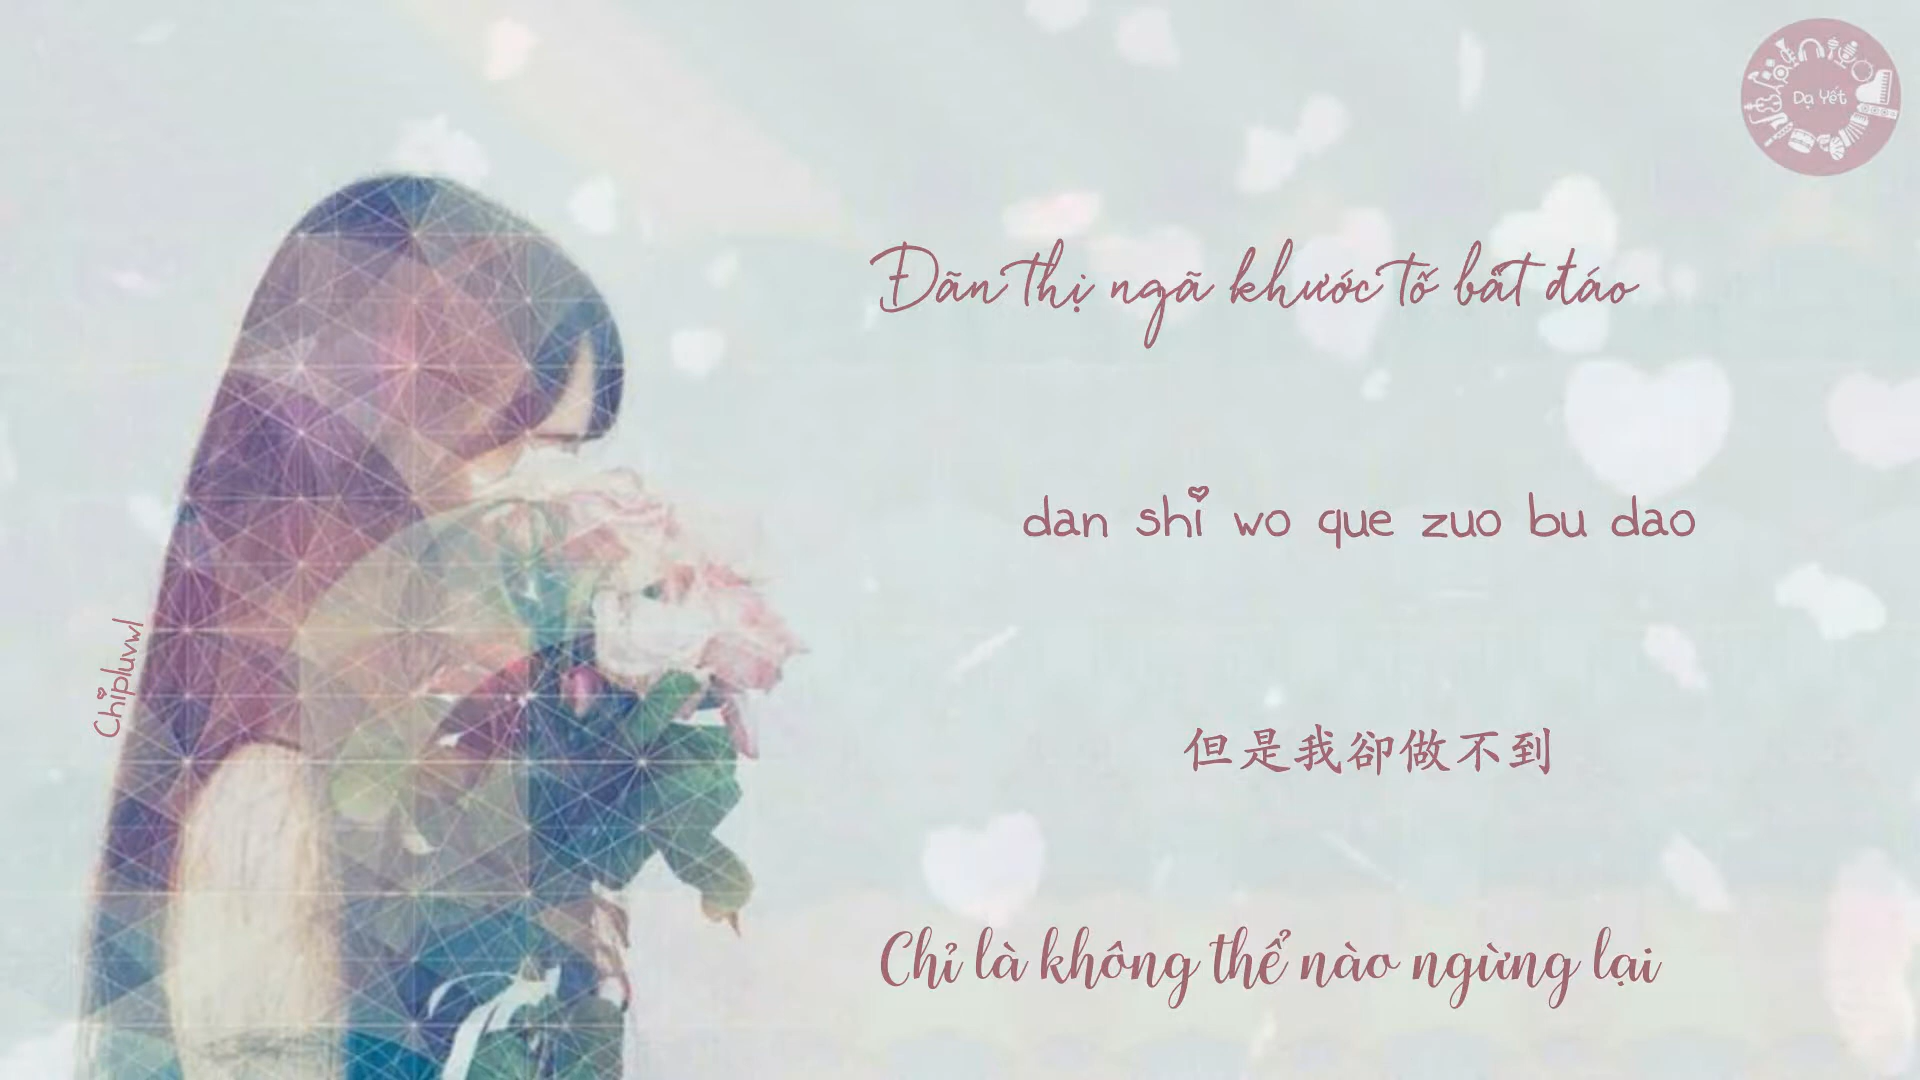 Dạ Yết
Đãn thị ngã khước tố bất đáo
dan shi wo que zuo bu dao
但是我卻做不到
Chỉ là không thể nào ngừng lại
Chipluvwl